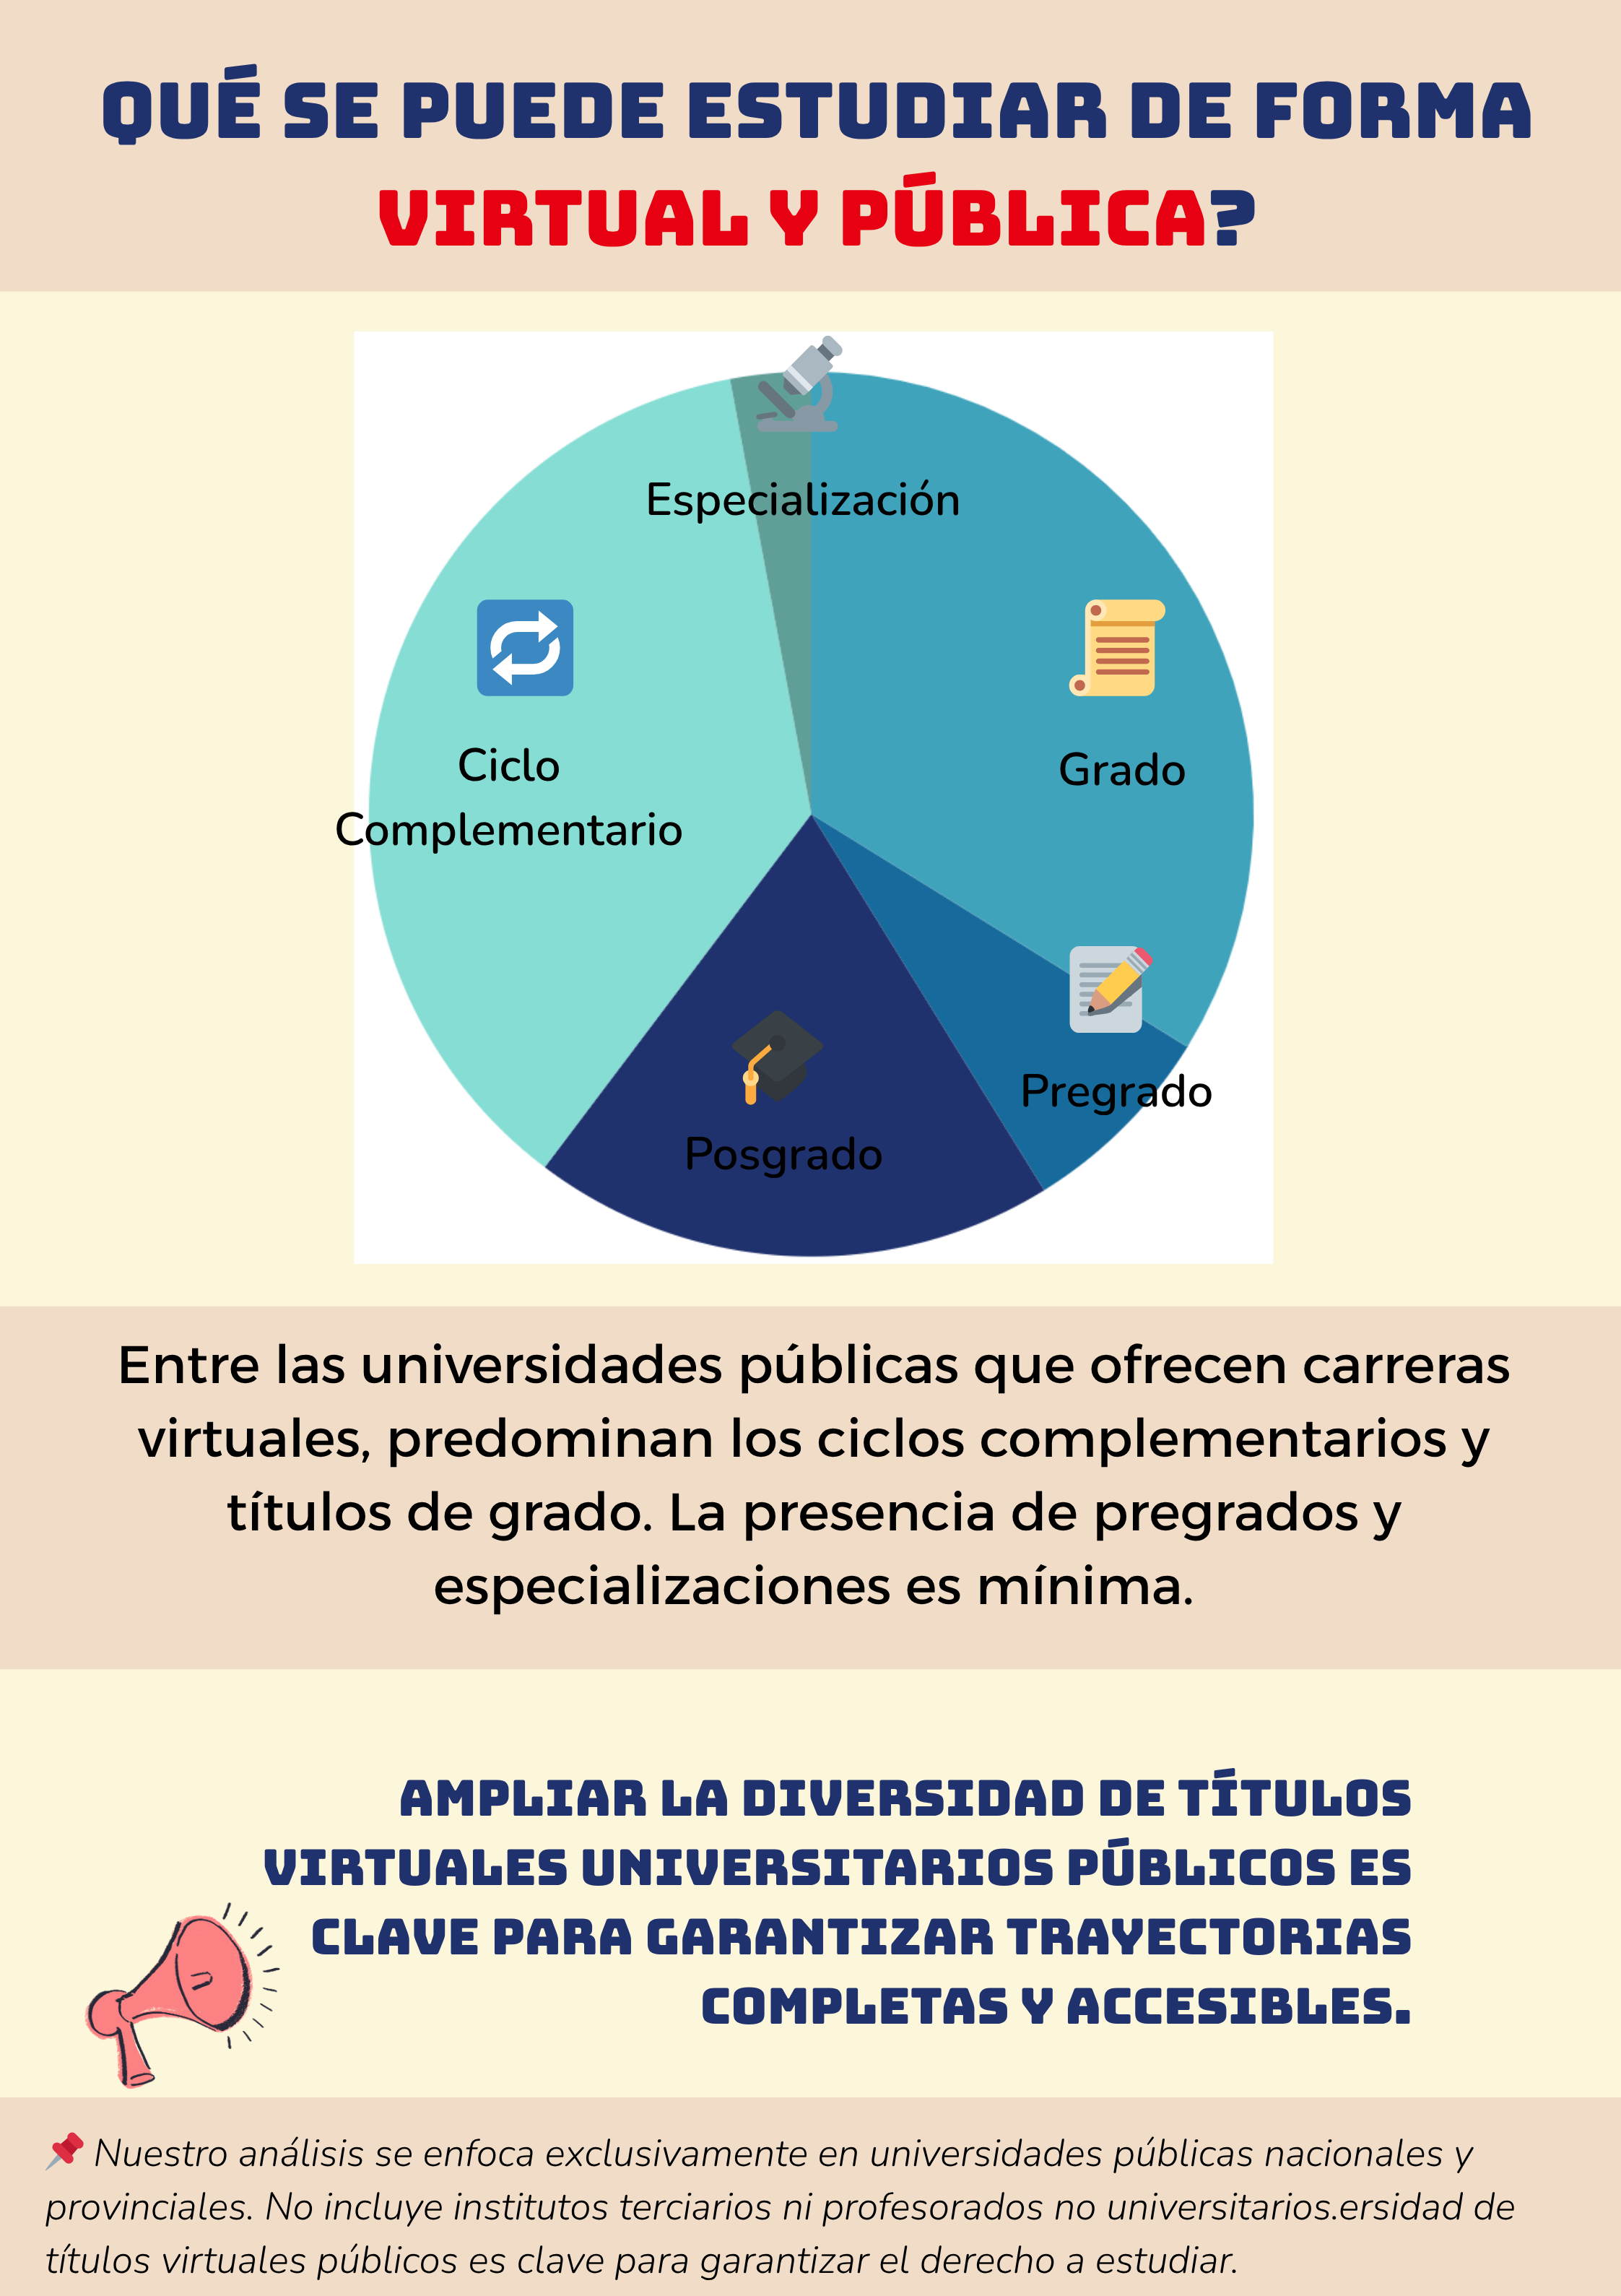 QUÉ SE PUEDE ESTUDIAR DE FORMA
VIRTUAL Y PÚBLICA?
Especialización
Ciclo
Complementario
Grado
Pregrado
Posgrado
Entre las universidades públicas que ofrecen carreras
virtuales, predominan los ciclos complementarios y
títulos de grado. La presencia de pregrados y
especializaciones es mínima.
AMPLIAR LA DIVERSIDAD DE TÍTULOS
VIRTUALES UNIVERSITARIOS PÚBLICOS ES
CLAVE PARA GARANTIZAR TRAYECTORIAS
COMPLETAS Y ACCESIBLES.
Nuestro análisis se enfoca exclusivamente en universidades públicas nacionales y
provinciales. No incluye institutos terciarios ni profesorados no universitarios.ersidad de
títulos virtuales públicos es clave para garantizar el derecho a estudiar.